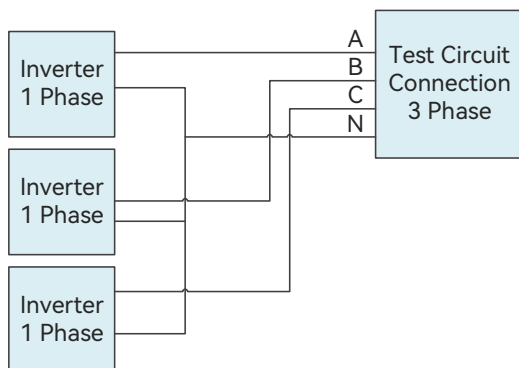 Inverter
1 Phase
Inverter
1 Phase
Inverter
1 Phase
A
B
C
N
Test Circuit
Connection
3 Phase